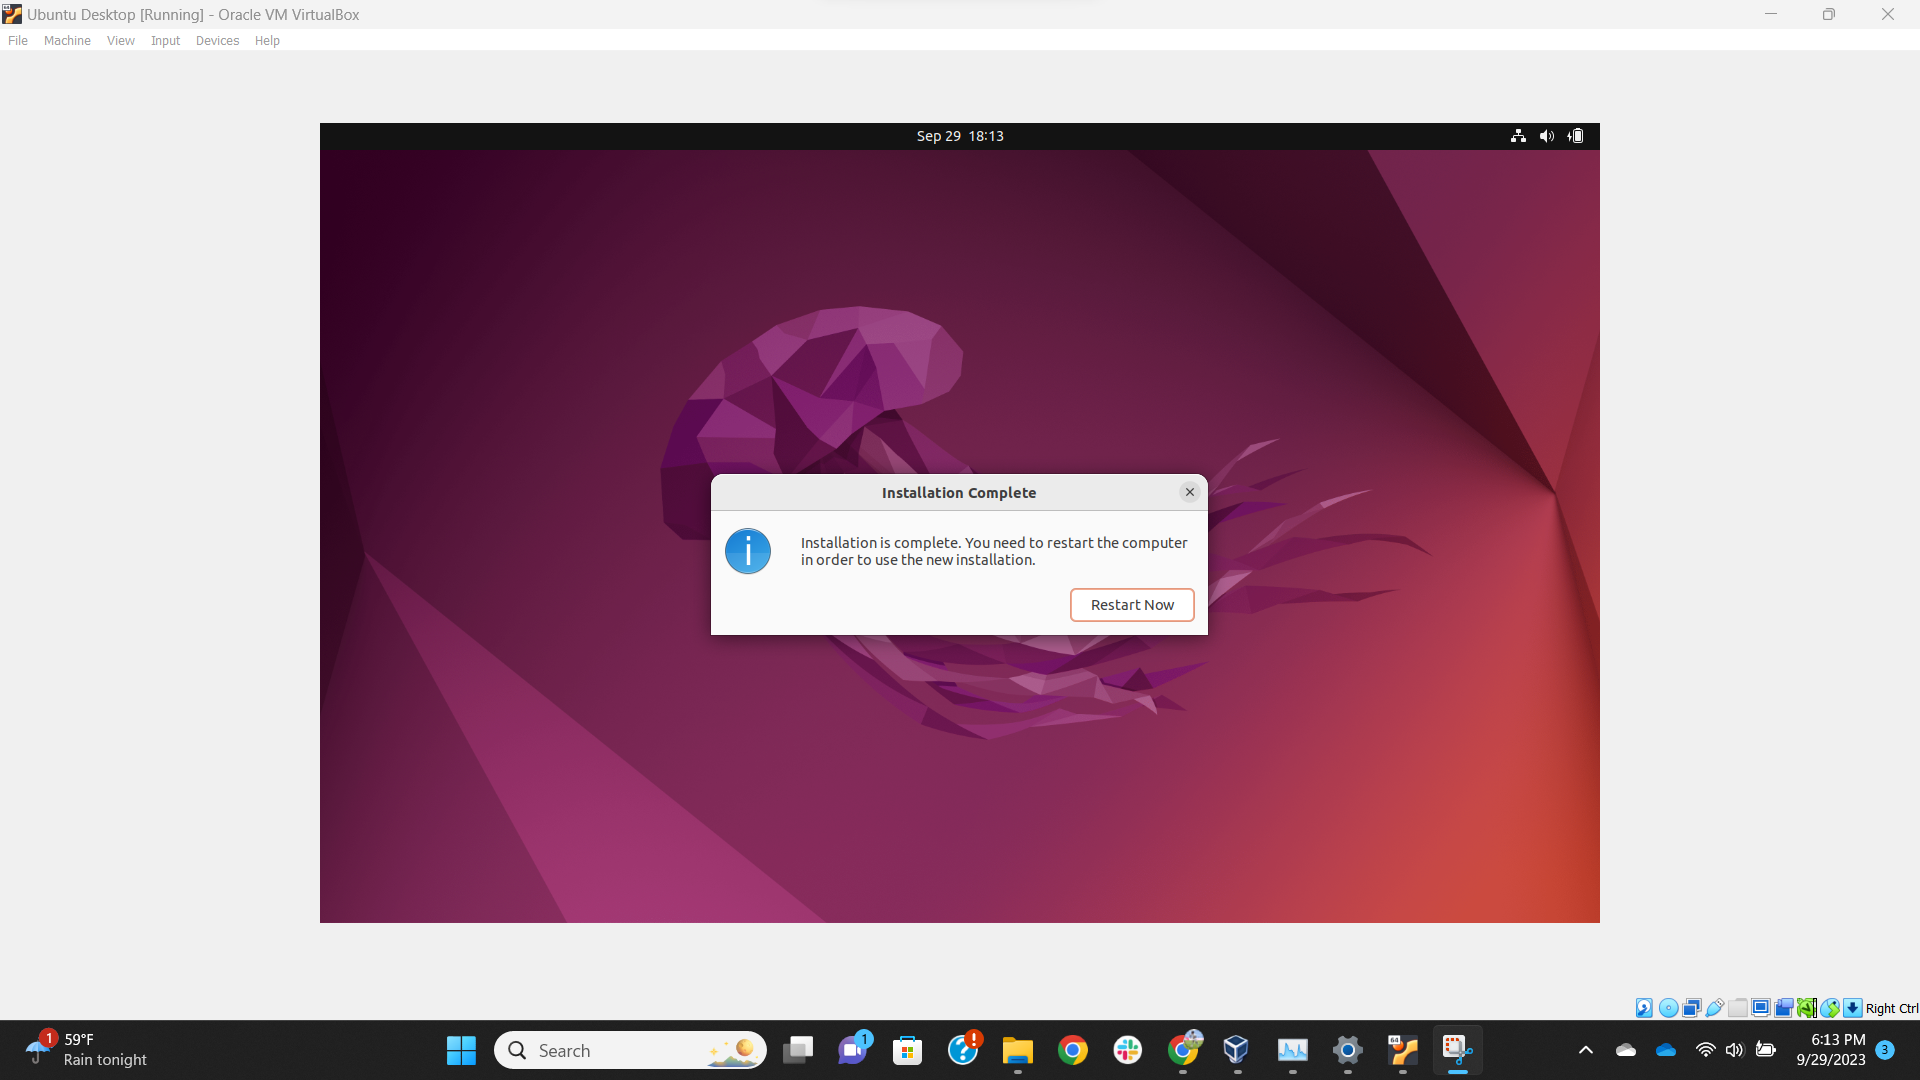 Ubuntu Desktop [Running] - Oracle VM VirtualBox
File Machine View Input Devices Help
Sep 29 18:13
Installation Complete
Installation is complete. You need to restart the computer
in order to use the new installation.
Restart Now
Right Ctrl
1
59°F
Rain tonight
Search
1
64
6:13 PM
9/29/2023
3